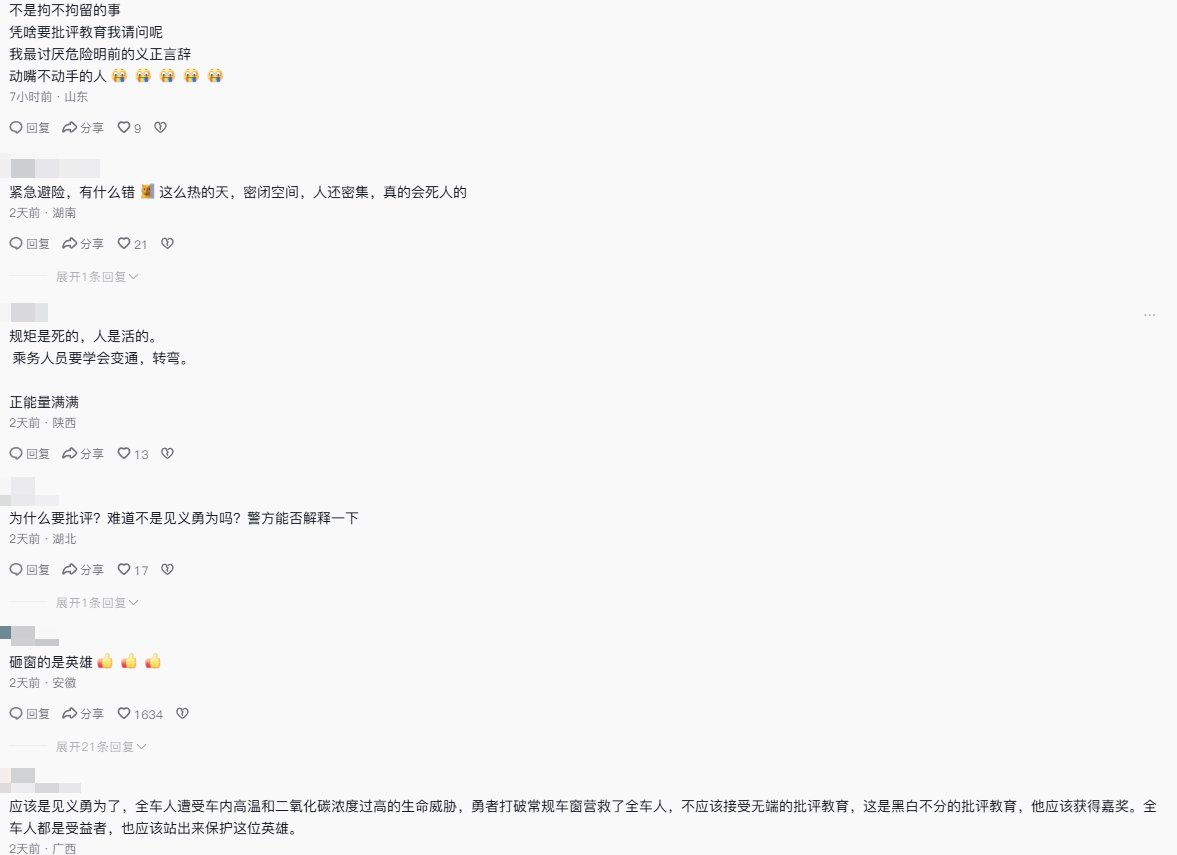 不是拘不拘留的事
凭啥要批评教育我请问呢
我最讨厌危险明前的义正言辞
动嘴不动手的人
7小时前 · 山东
回复 分享 9
紧急避险，有什么错 这么热的天，密闭空间，人还密集，真的会死人的
2天前 · 湖南
回复 分享 21
展开1条回复
...
规矩是死的，人是活的。
乘务人员要学会变通，转弯。
正能量满满
2天前 · 陕西
回复 分享 13
为什么要批评？难道不是见义勇为吗？警方能否解释一下
2天前 · 湖北
回复 分享 17
展开1条回复
砸窗的是英雄👍👍👍
2天前 · 安徽
回复 分享 1634
展开21条回复
应该是见义勇为了，全车人遭受车内高温和二氧化碳浓度过高的生命威胁，勇者打破常规车窗营救了全车人，不应该接受无端的批评教育，这是黑白不分的批评教育，他应该获得嘉奖。全
车人都是受益者，也应该站出来保护这位英雄。
2天前 · 广西